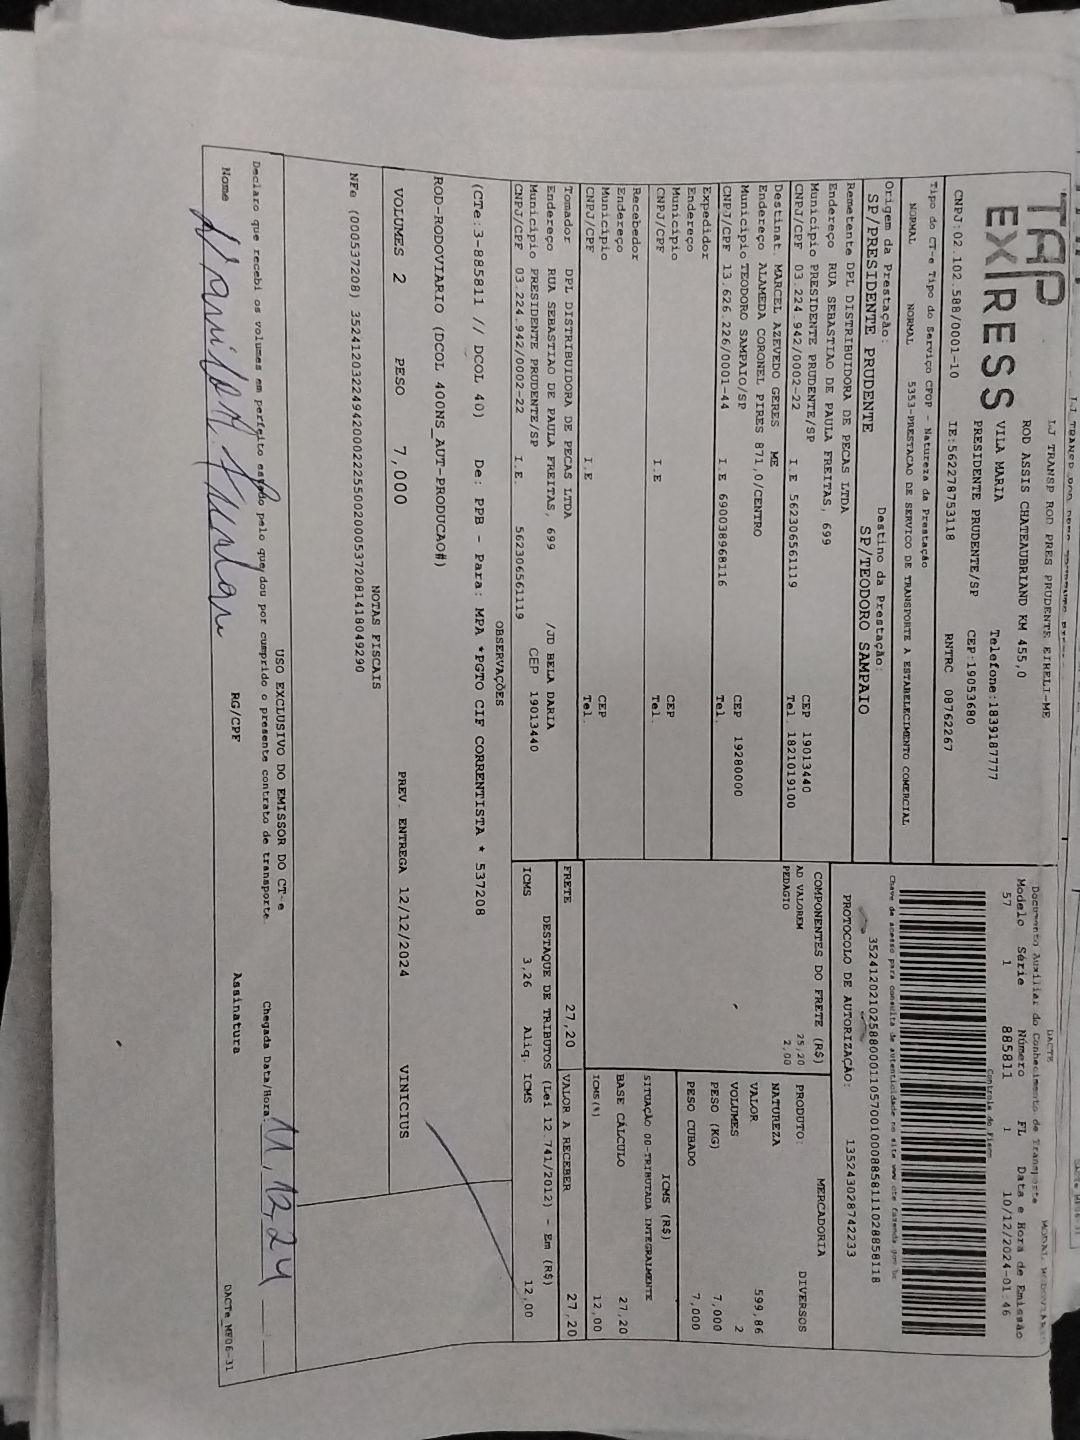 TAP
EXPRESS
LJ TRANSP ROD PRES PRUDENTE EIRELI-ME
ROD ASSIS CHATEAUBRIAND KM 455,0
VILA MARIA Telefone:1839187777
PRESIDENTE PRUDENTE/SP CEP:19053680
CNPJ:02.102.588/0001-10 IE:562278753118 RNTRC 08762267
DACTE
Documento Auxiliar do Conhecimento de Transporte
Modelo Série Número FL Data e Hora de Emissão
57 1 885811 1 10/12/2024-01:46
Controle do Fisco
Chave de acesso para consulta de autenticidade no site www.cte.fazenda.gov.br
35241202102588000110570010008858111028858118
PROTOCOLO DE AUTORIZAÇÃO: 135243028742233
Tipo do CT-e Tipo do Serviço CFOP - Natureza da Prestação
NORMAL NORMAL 5353-PRESTACAO DE SERVICO DE TRANSPORTE A ESTABELECIMENTO COMERCIAL
Origem da Prestação: Destino da Prestação:
SP/PRESIDENTE PRUDENTE SP/TEODORO SAMPAIO
Remetente DPL DISTRIBUIDORA DE PECAS LTDA
Endereço RUA SEBASTIAO DE PAULA FREITAS, 699
Municipio PRESIDENTE PRUDENTE/SP CEP 19013440
CNPJ/CPF 03.224.942/0002-22 I.E 562306561119 Tel. 1821019100
Destinat. MARCEL AZEVEDO GERES ME
Endereço ALAMEDA CORONEL PIRES 871,0/CENTRO
Municipio TEODORO SAMPAIO/SP CEP 19280000
CNPJ/CPF 13.626.226/0001-44 I.E 690038968116 Tel.
Expedidor
Endereço
Municipio CEP
CNPJ/CPF I.E Tel.
Recebedor
Endereço
Municipio CEP
CNPJ/CPF I.E Tel.
Tomador DPL DISTRIBUIDORA DE PECAS LTDA
Endereço RUA SEBASTIAO DE PAULA FREITAS, 699 /JD BELA DARIA
Municipio PRESIDENTE PRUDENTE/SP CEP 19013440
CNPJ/CPF 03.224.942/0002-22 I.E. 562306561119
COMPONENTES DO FRETE (R$)
AD VALOREM 25,20
PEDAGIO 2,00
MERCADORIA
PRODUTO: DIVERSOS
NATUREZA
VALOR 599,86
VOLUMES 2
PESO (KG) 7,000
PESO CUBADO 7,000
ICMS (R$)
SITUAÇÃO 00-TRIBUTADA INTEGRALMENTE
BASE CÁLCULO 27,20
ICMS(%) 12,00
FRETE 27,20 VALOR A RECEBER 27,20
DESTAQUE DE TRIBUTOS (Lei 12.741/2012) - Em (R$)
ICMS 3,26 Aliq. ICMS 12,00
OBSERVAÇÕES
(CTe:3-885811 // DCOL 40) De: PPB - Para: MPA *PGTO CIF CORRENTISTA * 537208
ROD-RODOVIARIO (DCOL 400NS_AUT-PRODUCAO#)
VOLUMES 2 PESO 7,000 PREV. ENTREGA 12/12/2024 VINICIUS
NOTAS FISCAIS
NFe (000537208) 35241203224942000222550020005372081418049290
USO EXCLUSIVO DO EMISSOR DO CT-e
Declaro que recebi os volumes em perfeito estado pelo que dou por cumprido o presente contrato de transporte. Chegada Data/Hora 11,12,24
Nome RG/CPF Assinatura
DACTe_MF06-31